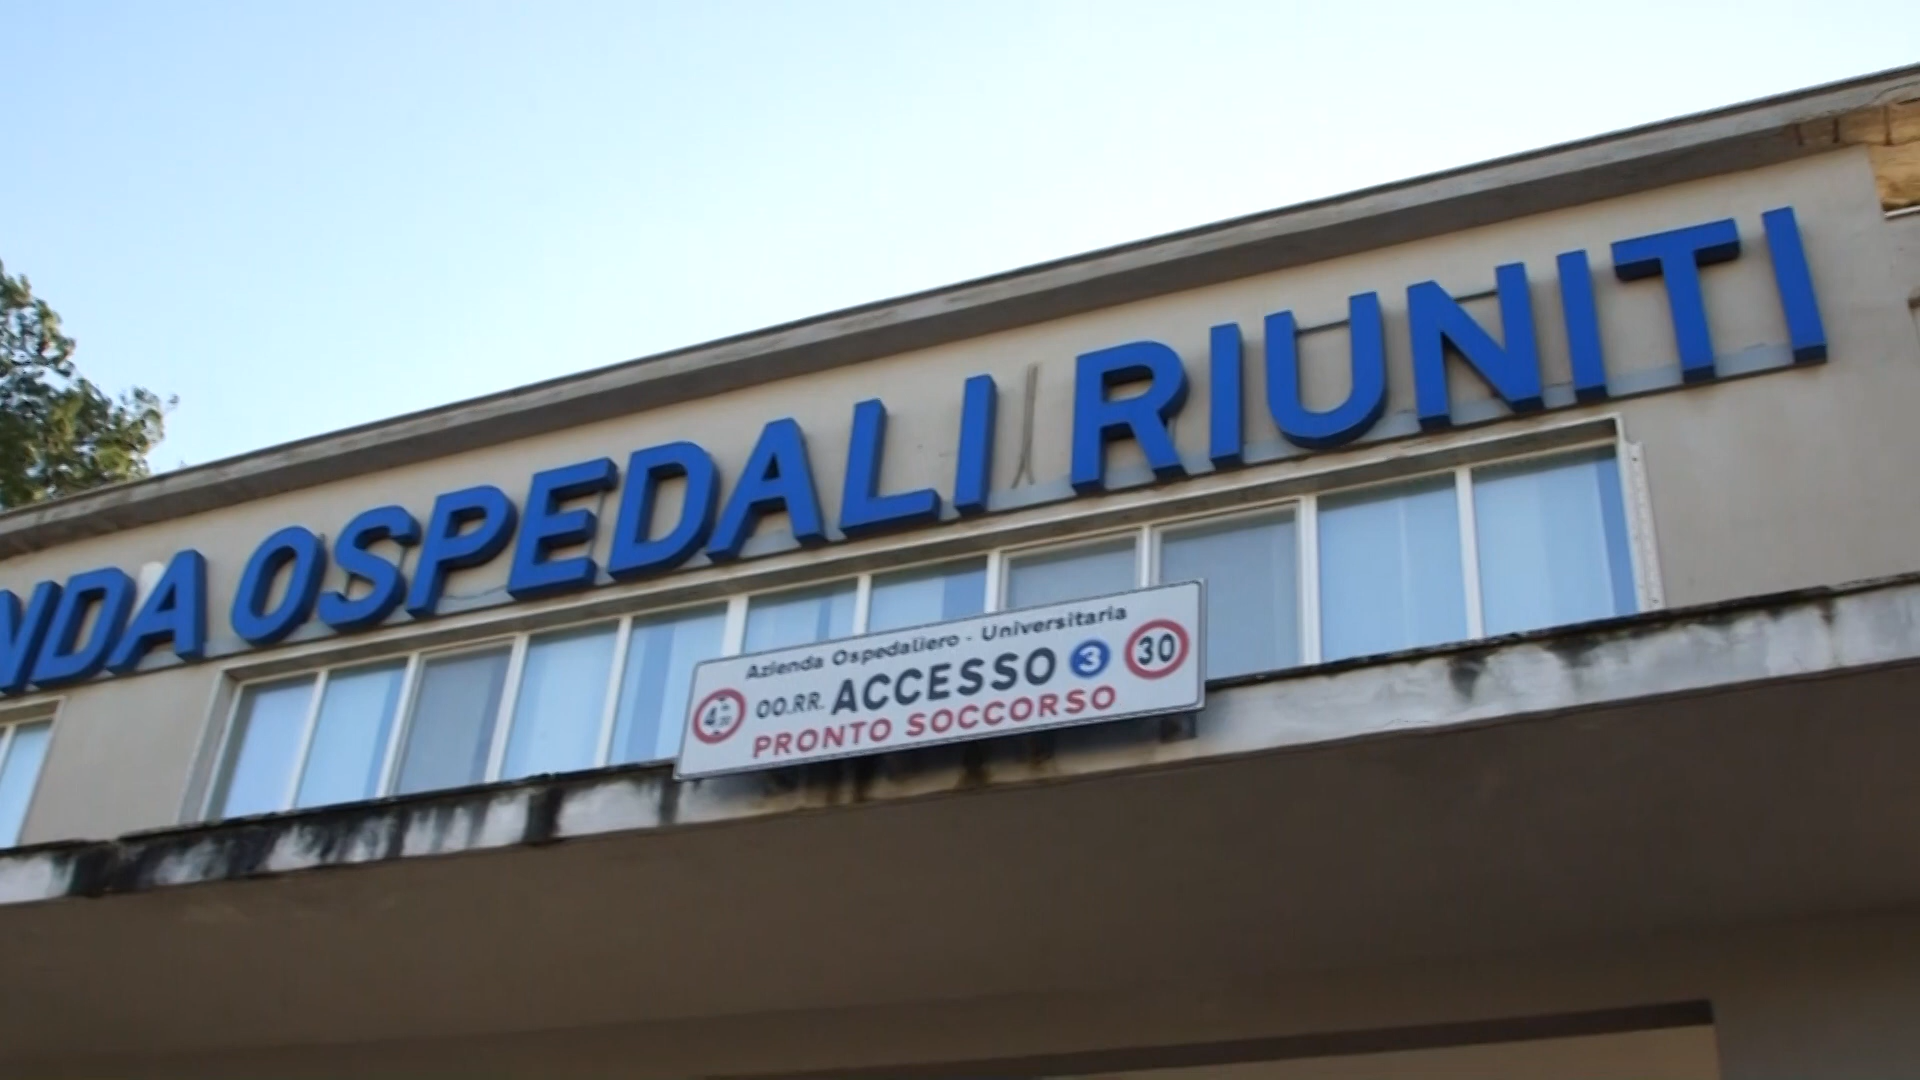 NDA OSPEDALI RIUNITI
Azienda Ospedaliero - Universitaria
OO.RR. ACCESSO 3 30
PRONTO SOCCORSO